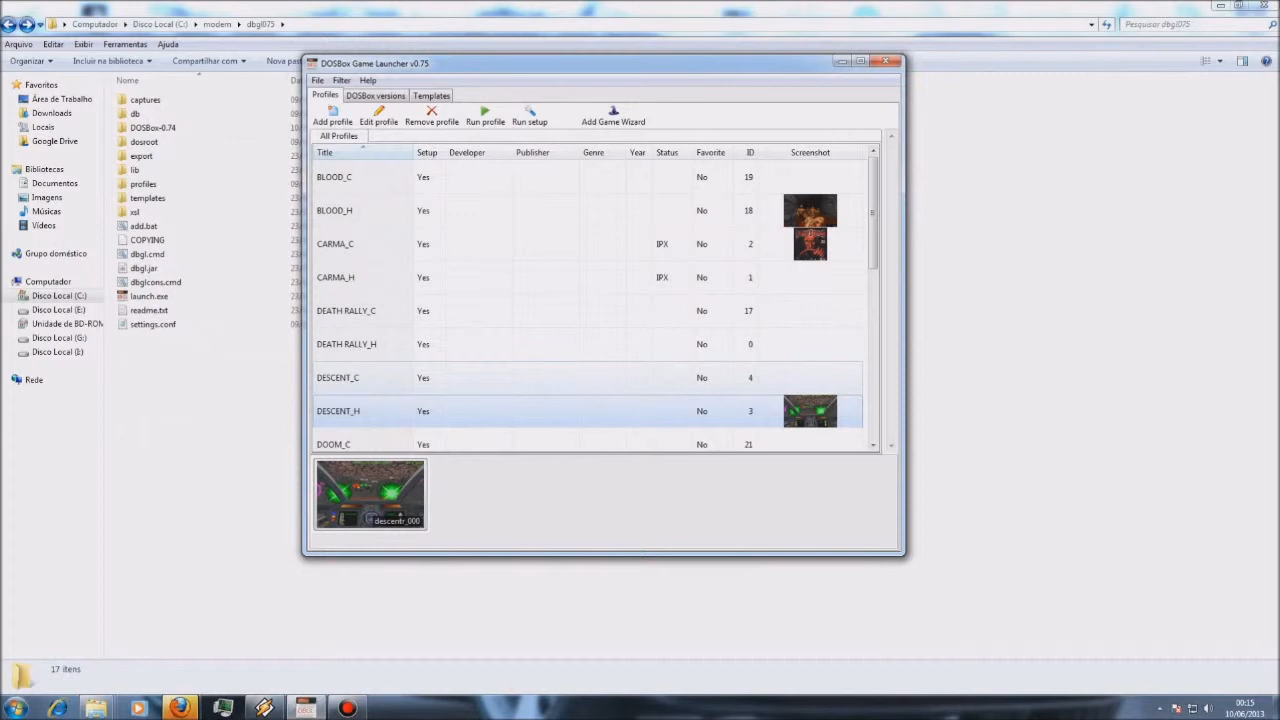 Computador ▸ Disco Local (C:) ▸ modem ▸ dbgl075 ▸
Pesquisar dbgl075
Arquivo Editar Exibir Ferramentas Ajuda
Organizar Incluir na biblioteca Compartilhar com Nova past
Favoritos
Área de Trabalho
Downloads
Locais
Google Drive
Bibliotecas
Documentos
Imagens
Músicas
Vídeos
Grupo doméstico
Computador
Disco Local (C:)
Disco Local (E:)
Unidade de BD-ROM
Disco Local (G:)
Disco Local (I:)
Rede
Nome
captures
db
DOSBox-0.74
dosroot
export
lib
profiles
templates
xsl
add.bat
COPYING
dbgl.cmd
dbgl.jar
dbglcons.cmd
launch.exe
readme.txt
settings.conf
DOSBox Game Launcher v0.75
File Filter Help
Profiles DOSBox versions Templates
Add profile Edit profile Remove profile Run profile Run setup Add Game Wizard
All Profiles
Title Setup Developer Publisher Genre Year Status Favorite ID Screenshot
BLOOD_C Yes No 19
BLOOD_H Yes No 18
CARMA_C Yes IPX No 2
CARMA_H Yes IPX No 1
DEATH RALLY_C Yes No 17
DEATH RALLY_H Yes No 0
DESCENT_C Yes No 4
DESCENT_H Yes No 3
DOOM_C Yes No 21
descentr_000
17 itens
00:15
10/06/2013